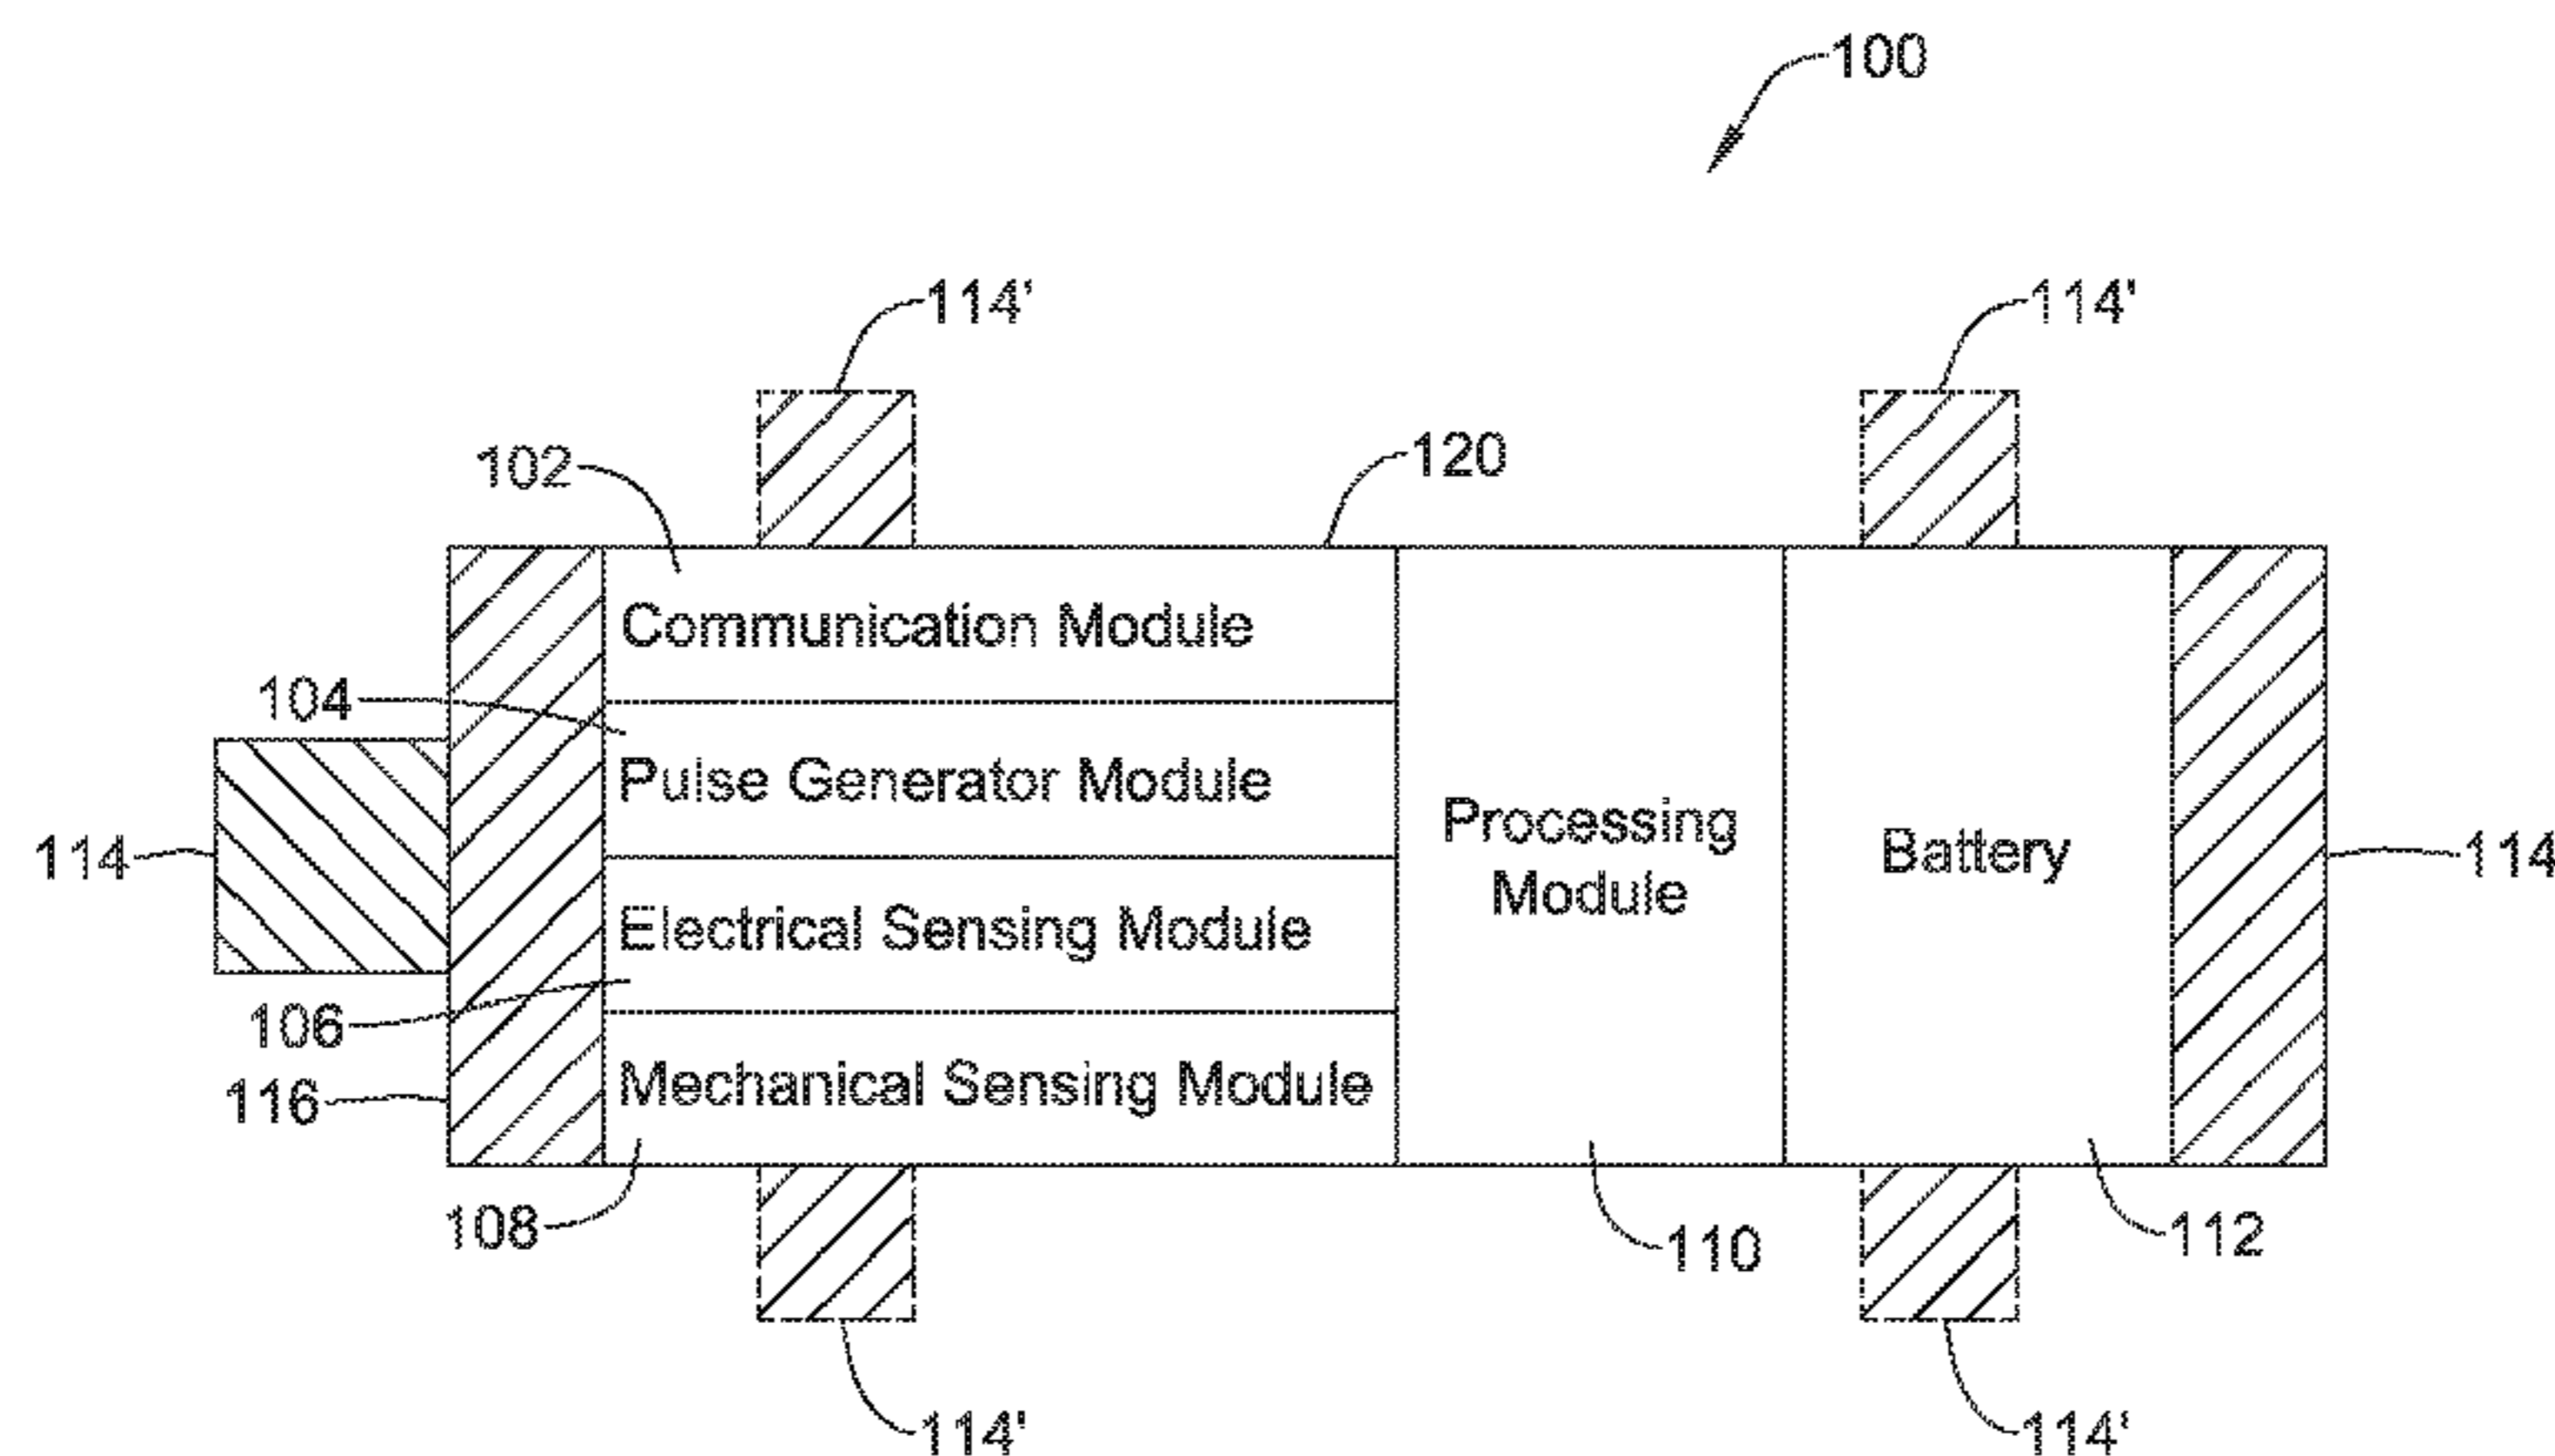 100
114'
114'
102
120
Communication Module
104
Pulse Generator Module
Processing
Module
Battery
114
114
Electrical Sensing Module
106
Mechanical Sensing Module
116
108
110
112
114'
114'